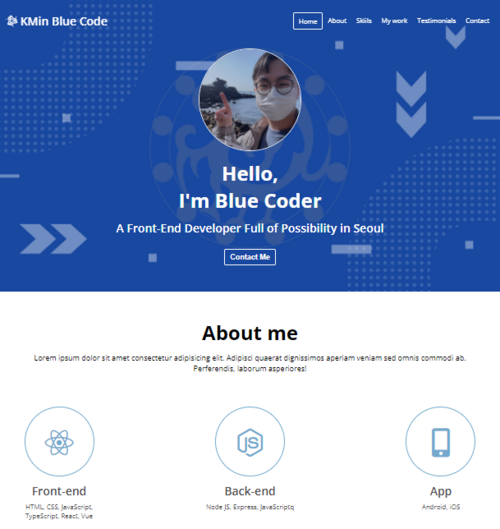 KMin Blue Code
Home About Skills My work Testimonials Contact
Hello,
I'm Blue Coder
A Front-End Developer Full of Possibility in Seoul
Contact Me
About me
Lorem ipsum dolor sit amet consectetur adipisicing elit. Adipisci quaerat dignissimos aperiam veniam sed omnis commodi ab.
Perferendis, laborum asperiores!
JS
Front-end
HTML, CSS, JavaScript,
TypeScript, React, Vue
Back-end
Node JS, Express, JavaScriptq
App
Android, iOS